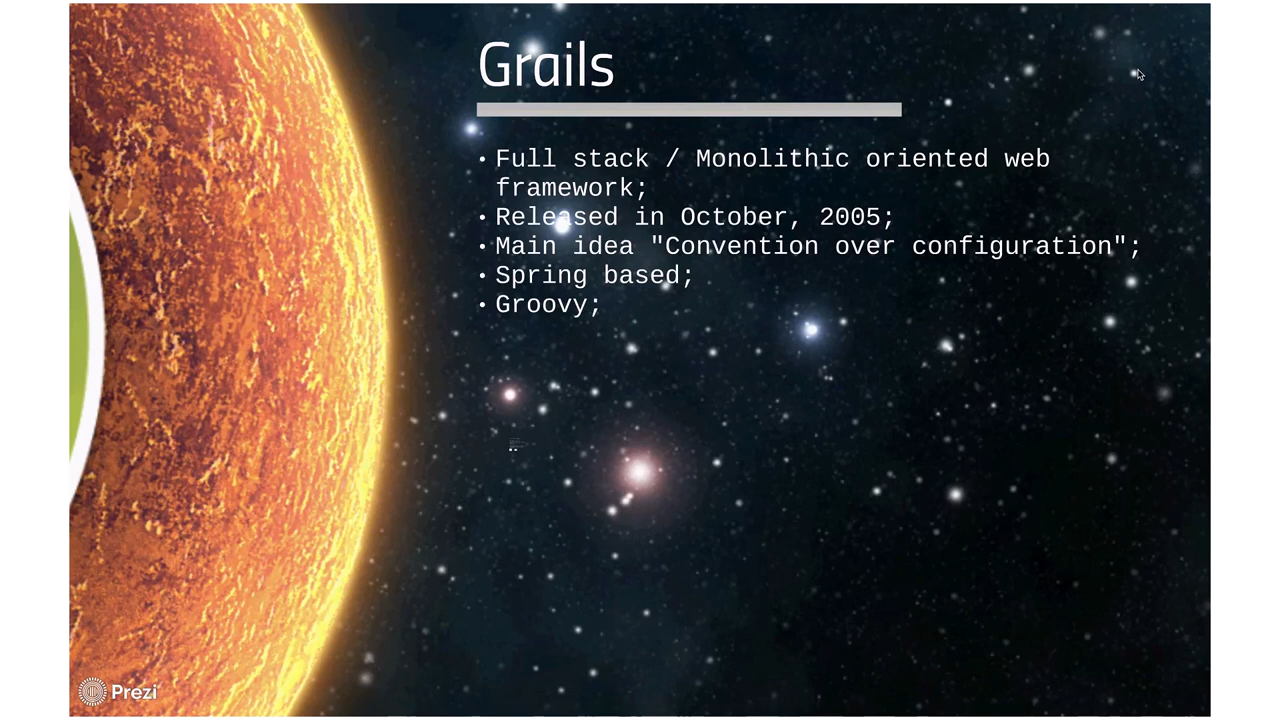 Grails
• Full stack / Monolithic oriented web
framework;
• Released in October, 2005;
• Main idea "Convention over configuration";
• Spring based;
• Groovy;
Prezi